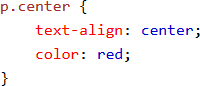 p.center {
    text-align: center;
    color: red;
}